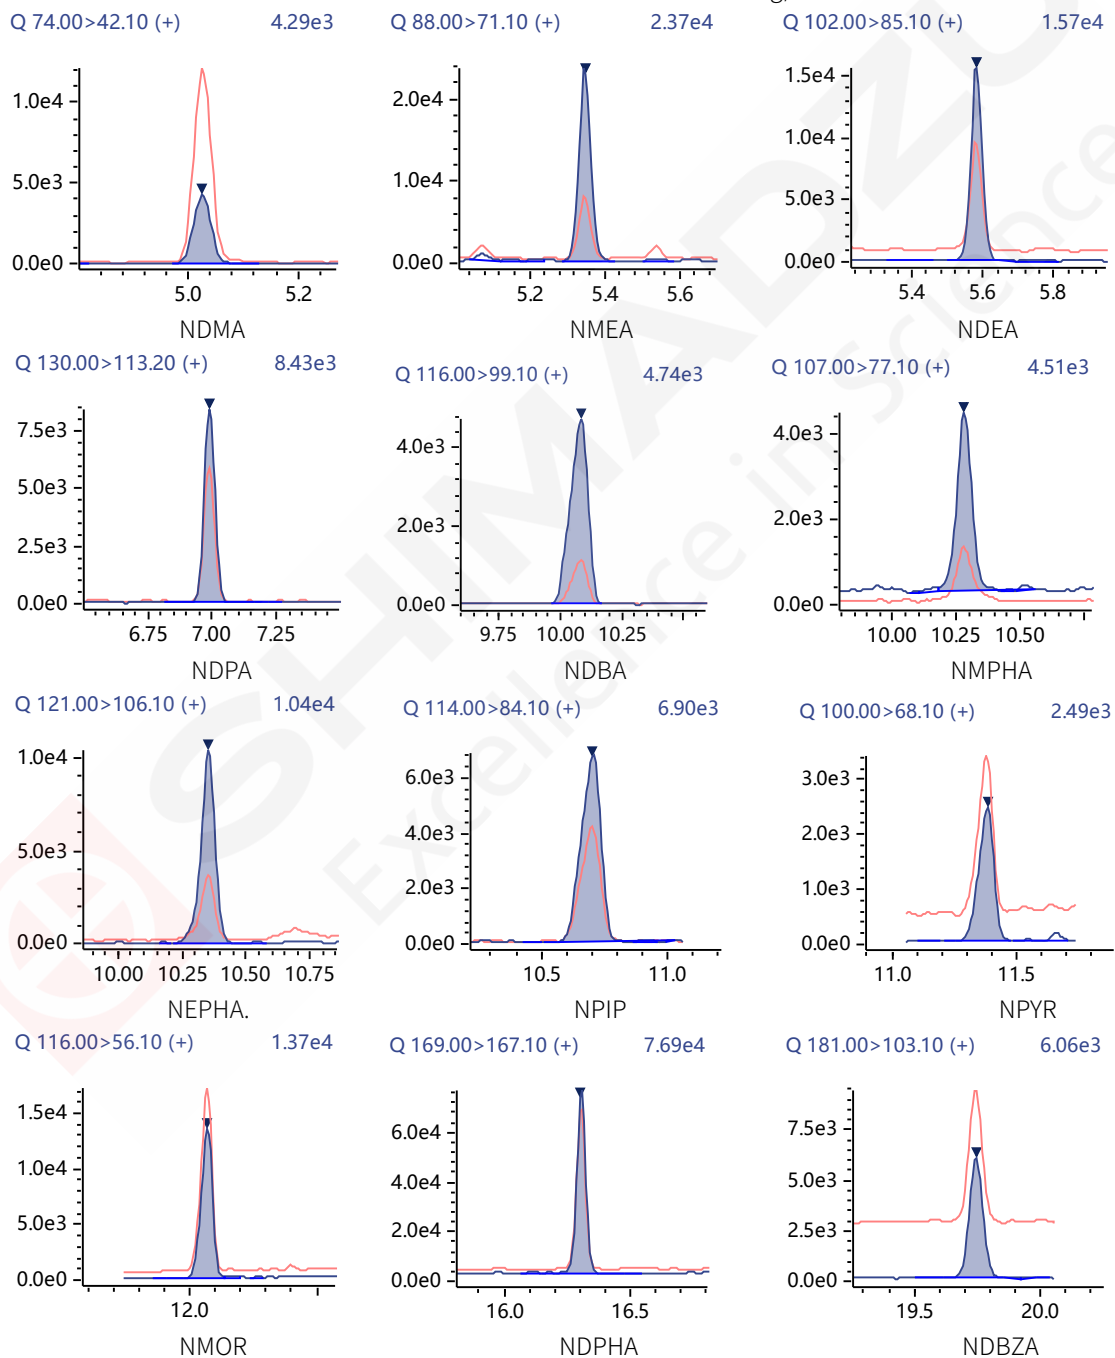 Q 74.00>42.10 (+) 4.29e3 Q 88.00>71.10 (+) 2.37e4 Q 102.00>85.10 (+) 1.57e4
1.0e4
5.0e3
0.0e0
5.0 5.2
NDMA
2.0e4
1.0e4
0.0e0
5.2 5.4 5.6
NMEA
1.5e4
1.0e4
5.0e3
0.0e0
5.4 5.6 5.8
NDEA
Q 130.00>113.20 (+) 8.43e3 Q 116.00>99.10 (+) 4.74e3 Q 107.00>77.10 (+) 4.51e3
7.5e3
5.0e3
2.5e3
0.0e0
6.75 7.00 7.25
NDPA
4.0e3
2.0e3
0.0e0
9.75 10.00 10.25
NDBA
4.0e3
2.0e3
0.0e0
10.00 10.25 10.50
NMPHA
Q 121.00>106.10 (+) 1.04e4 Q 114.00>84.10 (+) 6.90e3 Q 100.00>68.10 (+) 2.49e3
1.0e4
5.0e3
0.0e0
10.00 10.25 10.50 10.75
NEPHA.
6.0e3
4.0e3
2.0e3
0.0e0
10.5 11.0
NPIP
3.0e3
2.0e3
1.0e3
0.0e0
11.0 11.5
NPYR
Q 116.00>56.10 (+) 1.37e4 Q 169.00>167.10 (+) 7.69e4 Q 181.00>103.10 (+) 6.06e3
1.5e4
1.0e4
5.0e3
0.0e0
12.0
NMOR
6.0e4
4.0e4
2.0e4
0.0e0
16.0 16.5
NDPHA
7.5e3
5.0e3
2.5e3
0.0e0
19.5 20.0
NDBZA
SHIMADZU
Excellence in Science